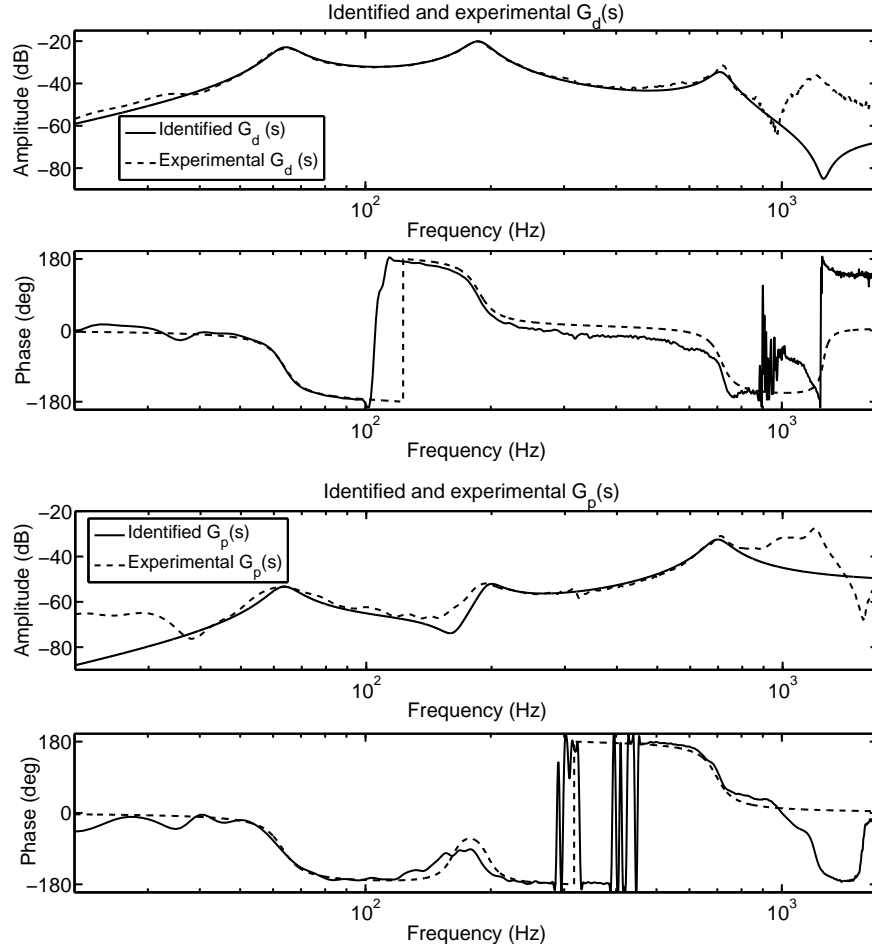 Identified and experimental G_d(s)
Amplitude (dB)
−20
−40
−60
−80
Identified G_d (s)
Experimental G_d (s)
10^2
10^3
Frequency (Hz)
Phase (deg)
180
0
−180
10^2
10^3
Frequency (Hz)
Identified and experimental G_p(s)
Amplitude (dB)
−20
−40
−60
−80
Identified G_p(s)
Experimental G_p(s)
10^2
10^3
Frequency (Hz)
Phase (deg)
180
0
−180
10^2
10^3
Frequency (Hz)